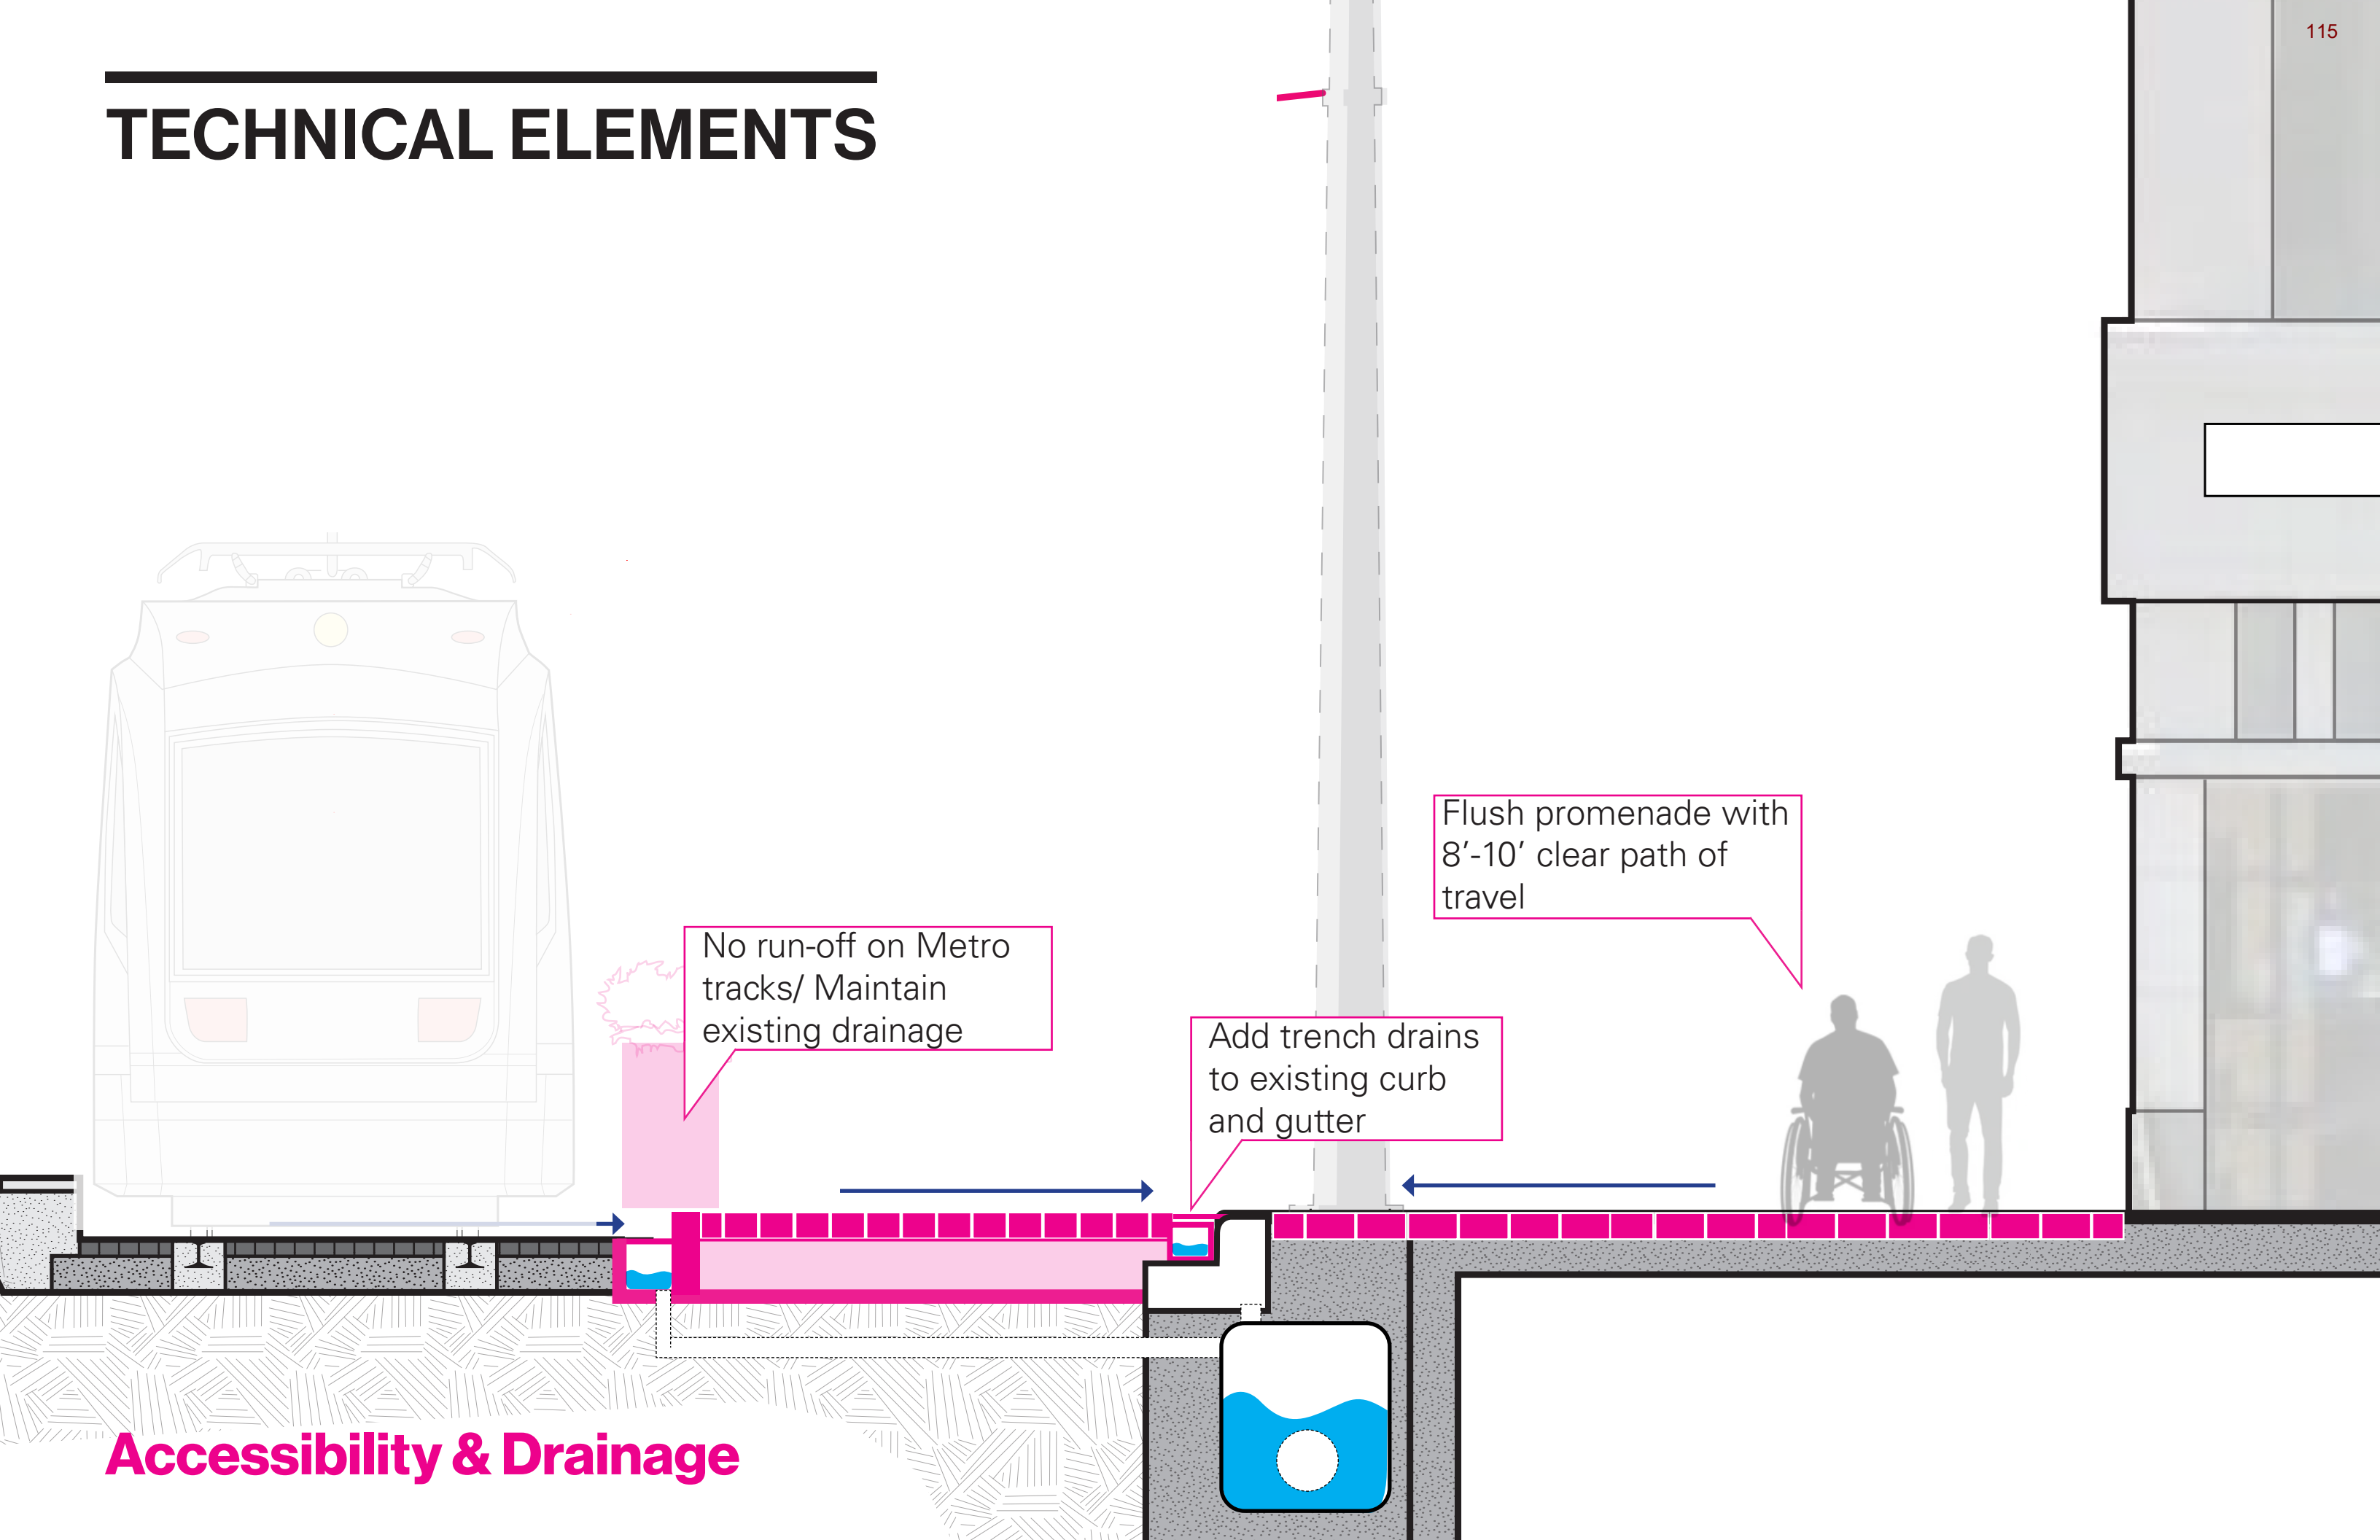 115
TECHNICAL ELEMENTS
Flush promenade with
8’-10’ clear path of
travel
No run-off on Metro
tracks/ Maintain
existing drainage
Add trench drains
to existing curb
and gutter
Accessibility & Drainage